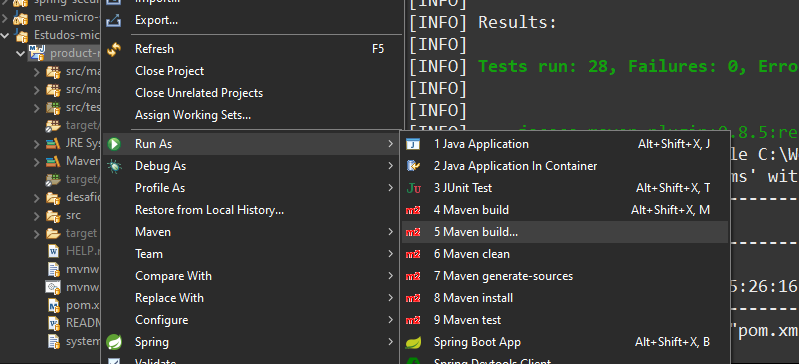 spring-secu
meu-micro-
Estudos-mic
product-m
src/ma
src/ma
src/tes
target/
JRE Sys
Maven
target/
desafio
src
target
HELP.m
mvnw
mvnw
pom.x
READM
system
Import...
Export...
Refresh F5
Close Project
Close Unrelated Projects
Assign Working Sets...
Run As
Debug As
Profile As
Restore from Local History...
Maven
Team
Compare With
Replace With
Configure
Spring
Validate
1 Java Application Alt+Shift+X, J
2 Java Application In Container
3 JUnit Test Alt+Shift+X, T
4 Maven build Alt+Shift+X, M
5 Maven build...
6 Maven clean
7 Maven generate-sources
8 Maven install
9 Maven test
Spring Boot App Alt+Shift+X, B
Spring Devtools Client
[INFO]
[INFO] Results:
[INFO]
[INFO] Tests run: 28, Failures: 0, Erro
[INFO]
[INFO]
[INFO] jacoco-maven-plugin:0.8.5:re
le C:\W
ms' wit
5:26:16
"pom.xm